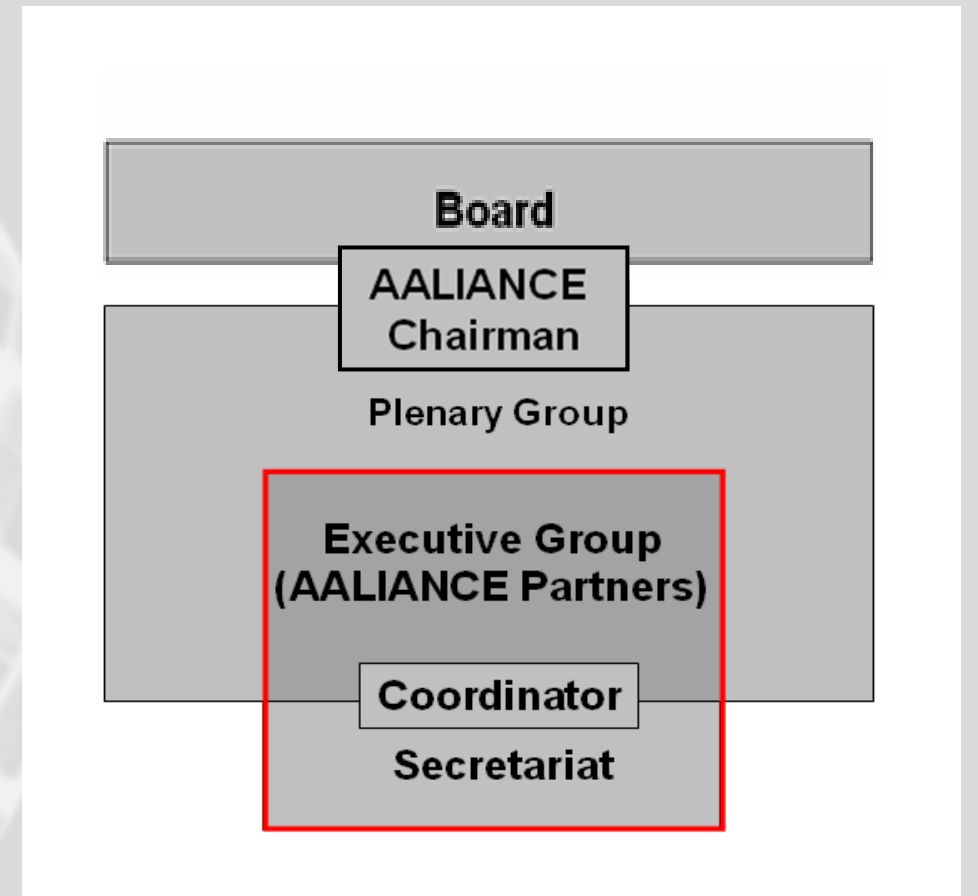 Board
AALIANCE
Chairman
Plenary Group
Executive Group
(AALIANCE Partners)
Coordinator
Secretariat